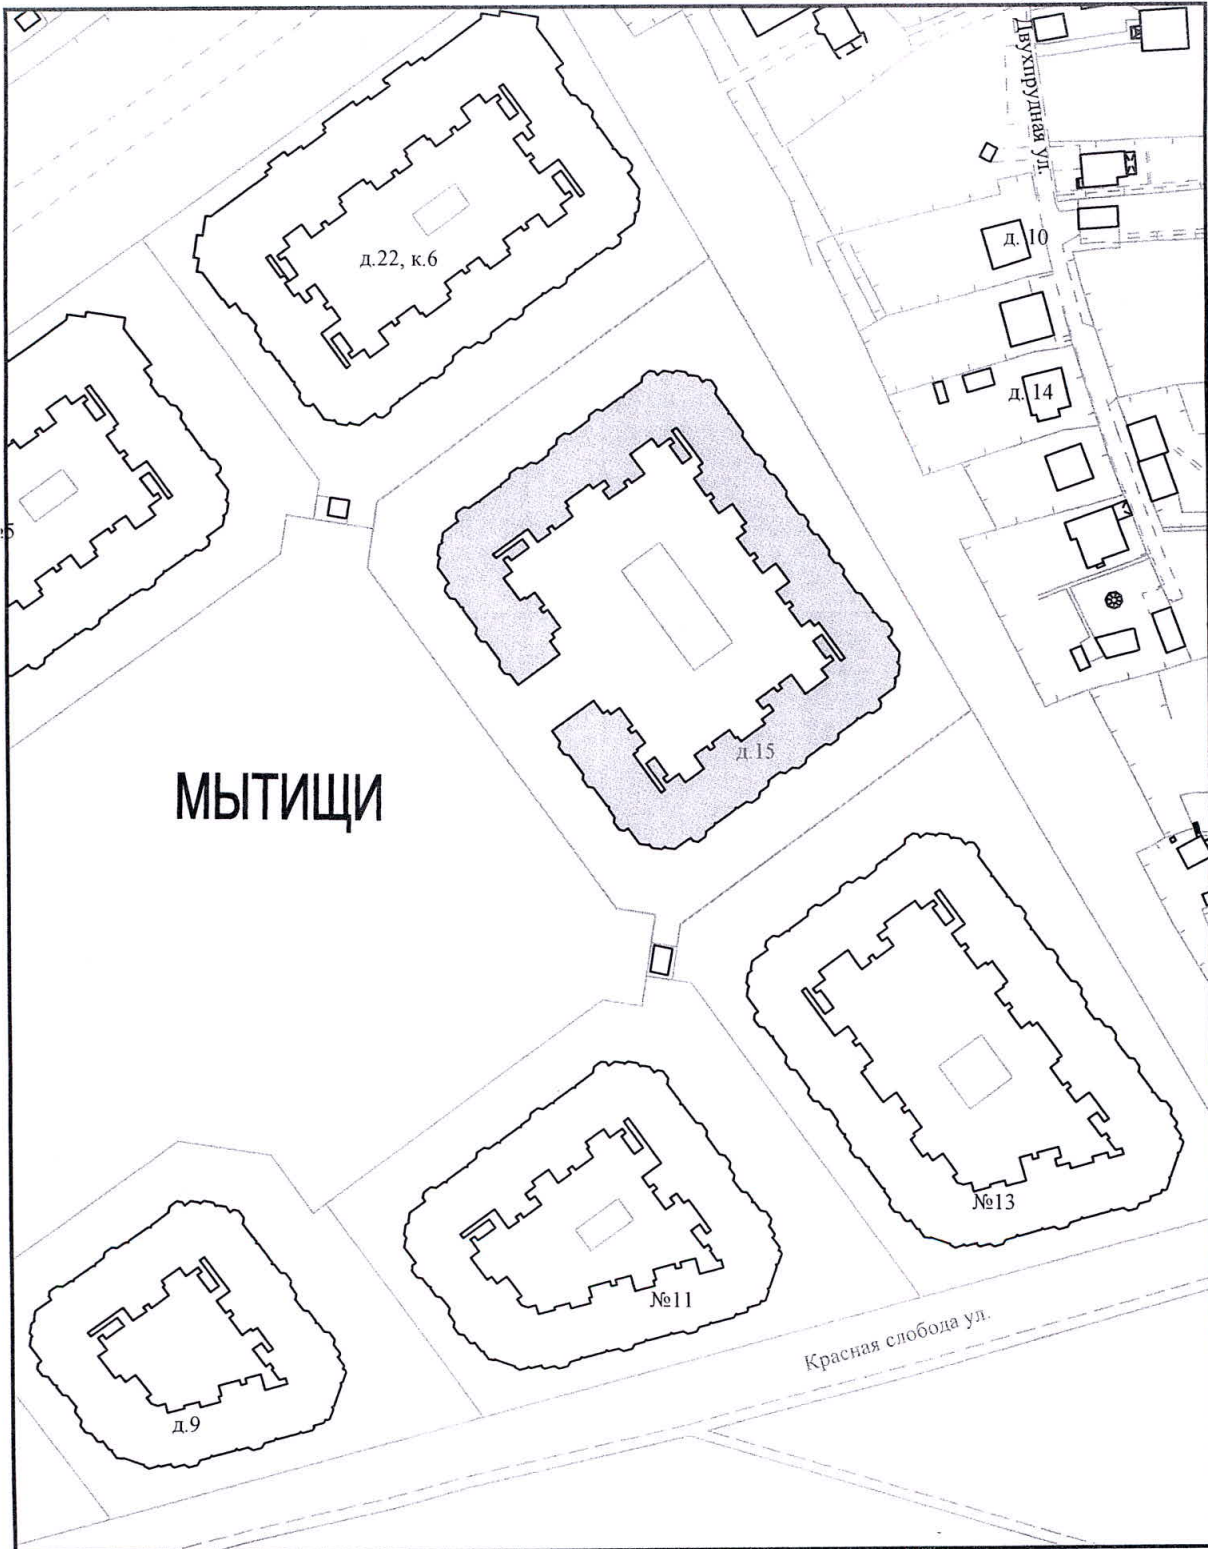 Двухпрудная ул.
д. 10
д.22, к.6
д. 14
д.15
МЫТИЩИ
№13
№11
Красная слобода ул.
д.9